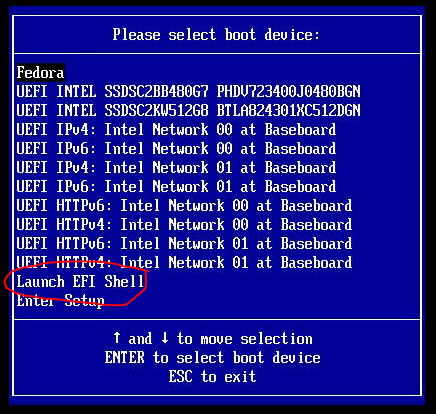 Please select boot device:
Fedora
UEFI INTEL SSDSC2BB480G7 PHDV723400J0480BGN
UEFI INTEL SSDSC2KW512G8 BTLA824301XC512DGN
UEFI IPv4: Intel Network 00 at Baseboard
UEFI IPv6: Intel Network 00 at Baseboard
UEFI IPv4: Intel Network 01 at Baseboard
UEFI IPv6: Intel Network 01 at Baseboard
UEFI HTTPv6: Intel Network 00 at Baseboard
UEFI HTTPv4: Intel Network 00 at Baseboard
UEFI HTTPv6: Intel Network 01 at Baseboard
UEFI HTTPv4: Intel Network 01 at Baseboard
Launch EFI Shell
Enter Setup
↑ and ↓ to move selection
ENTER to select boot device
ESC to exit